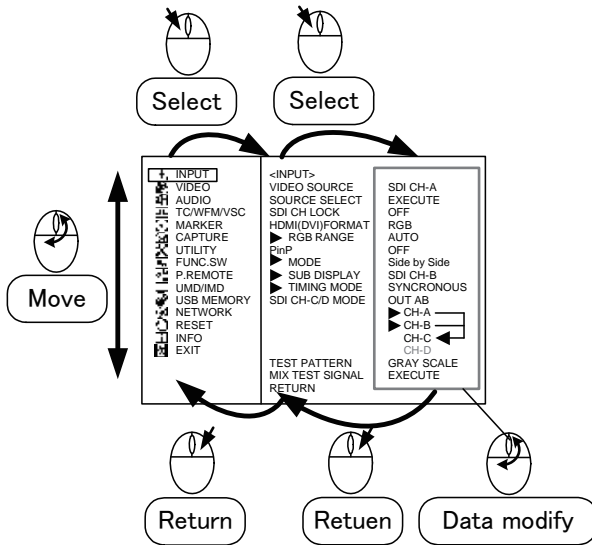 Select
Select
INPUT
VIDEO
AUDIO
TC/WFM/VSC
MARKER
CAPTURE
UTILITY
FUNC.SW
P.REMOTE
UMD/IMD
USB MEMORY
NETWORK
RESET
INFO
EXIT
<INPUT>
VIDEO SOURCE
SOURCE SELECT
SDI CH LOCK
HDMI(DVI)FORMAT
RGB RANGE
PinP
MODE
SUB DISPLAY
TIMING MODE
SDI CH-C/D MODE
TEST PATTERN
MIX TEST SIGNAL
RETURN
SDI CH-A
EXECUTE
OFF
RGB
AUTO
OFF
Side by Side
SDI CH-B
SYNCRONOUS
OUT AB
CH-A
CH-B
CH-C
CH-D
GRAY SCALE
EXECUTE
Move
Return
Retuen
Data modify